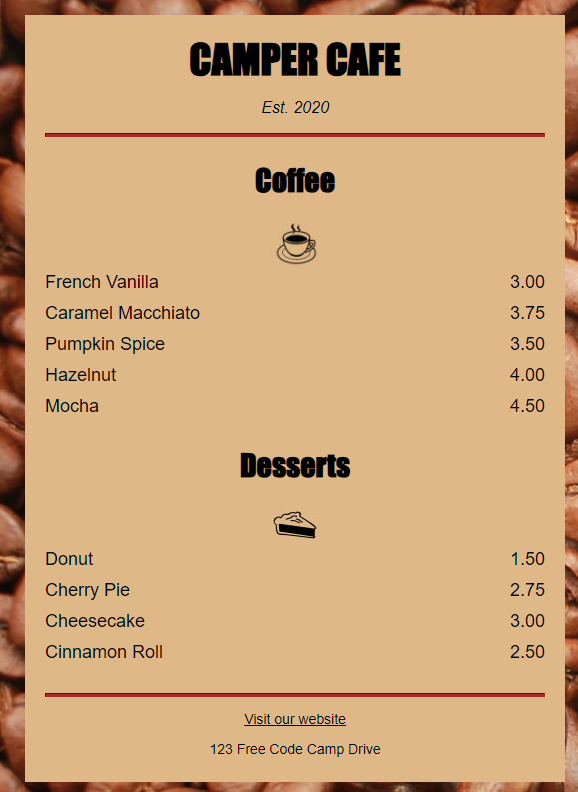 CAMPER CAFE
Est. 2020
Coffee
French Vanilla 3.00
Caramel Macchiato 3.75
Pumpkin Spice 3.50
Hazelnut 4.00
Mocha 4.50
Desserts
Donut 1.50
Cherry Pie 2.75
Cheesecake 3.00
Cinnamon Roll 2.50
Visit our website
123 Free Code Camp Drive